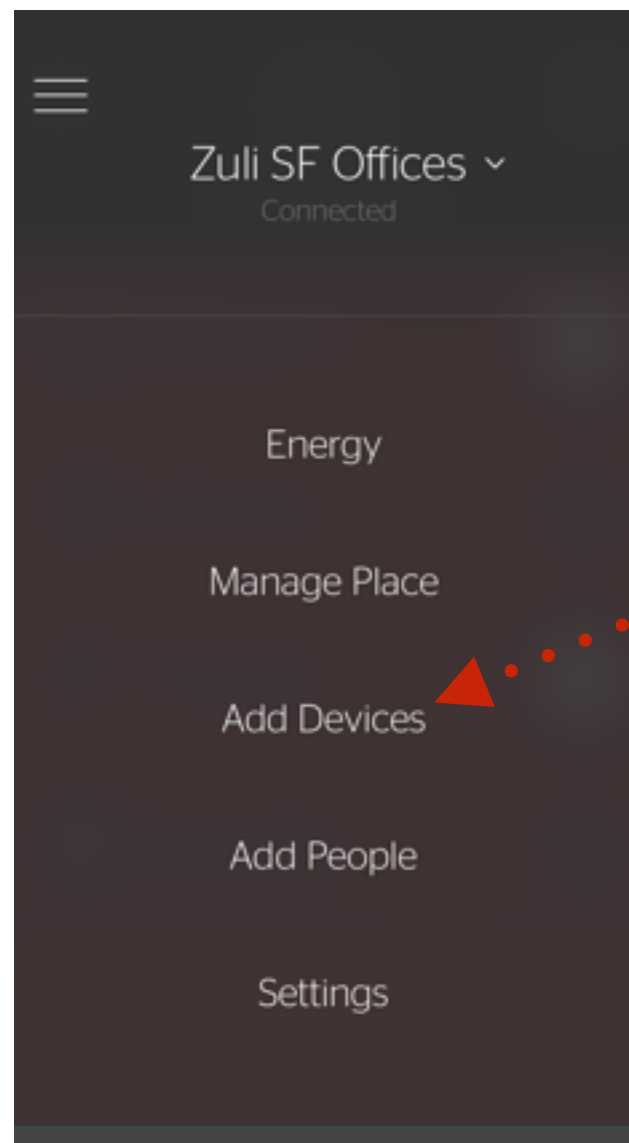 Zuli SF Offices
Connected
Energy
Manage Place
Add Devices
Add People
Settings